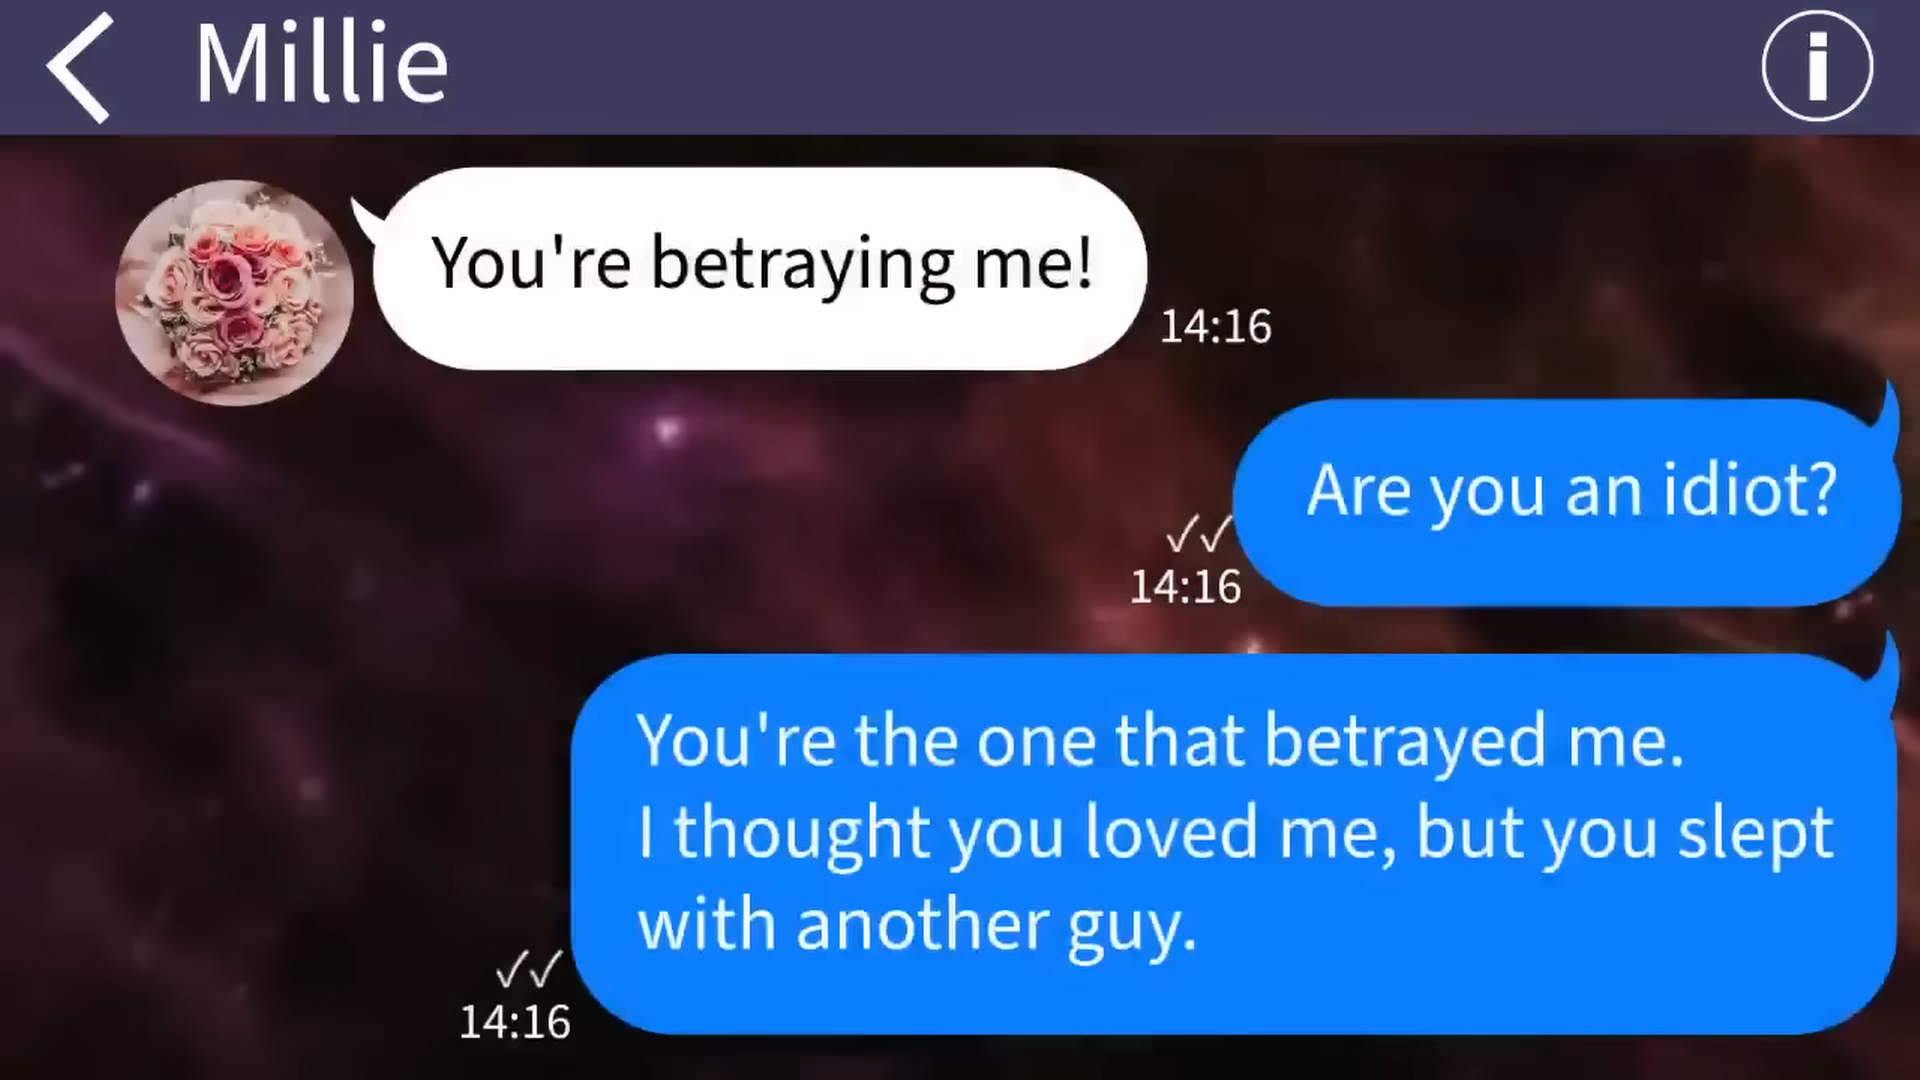 Millie
You're betraying me!
14:16
Are you an idiot?
✓✓
14:16
You're the one that betrayed me.
I thought you loved me, but you slept
with another guy.
✓✓
14:16